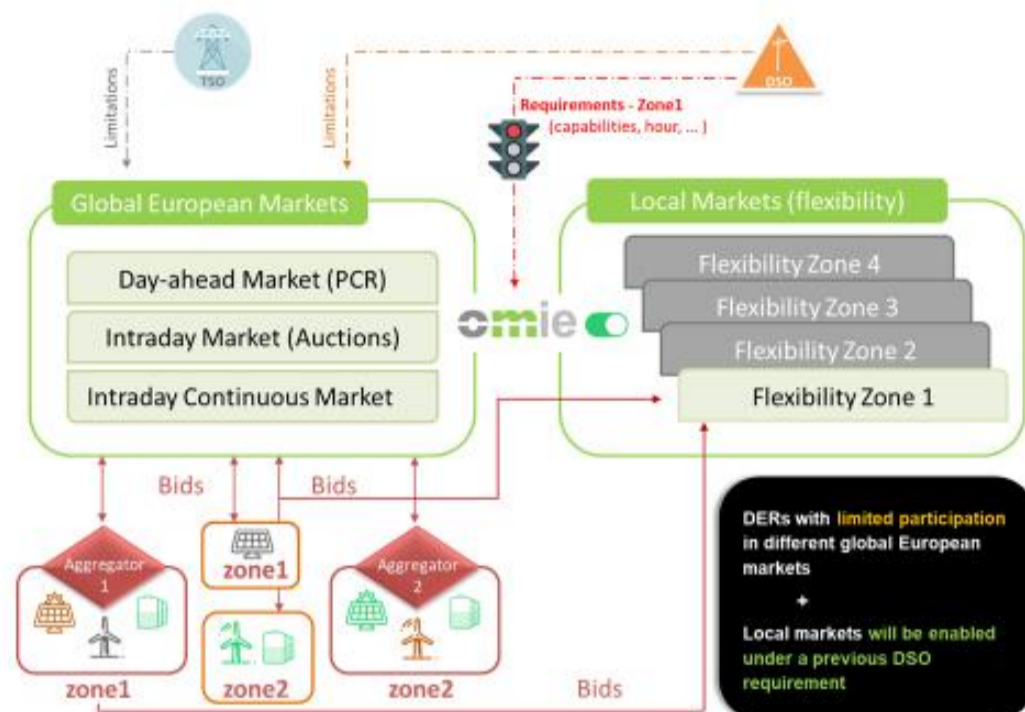 TSO
DSO
Limitations
Limitations
Requirements - Zone1
(capabilities, hour, ... )
Global European Markets
Day-ahead Market (PCR)
Intraday Market (Auctions)
Intraday Continuous Market
omie
Local Markets (flexibility)
Flexibility Zone 4
Flexibility Zone 3
Flexibility Zone 2
Flexibility Zone 1
Bids
Bids
Aggregator
1
zone1
zone1
zone2
Aggregator
2
zone2
Bids
DERs with limited participation
in different global European
markets
+
Local markets will be enabled
under a previous DSO
requirement